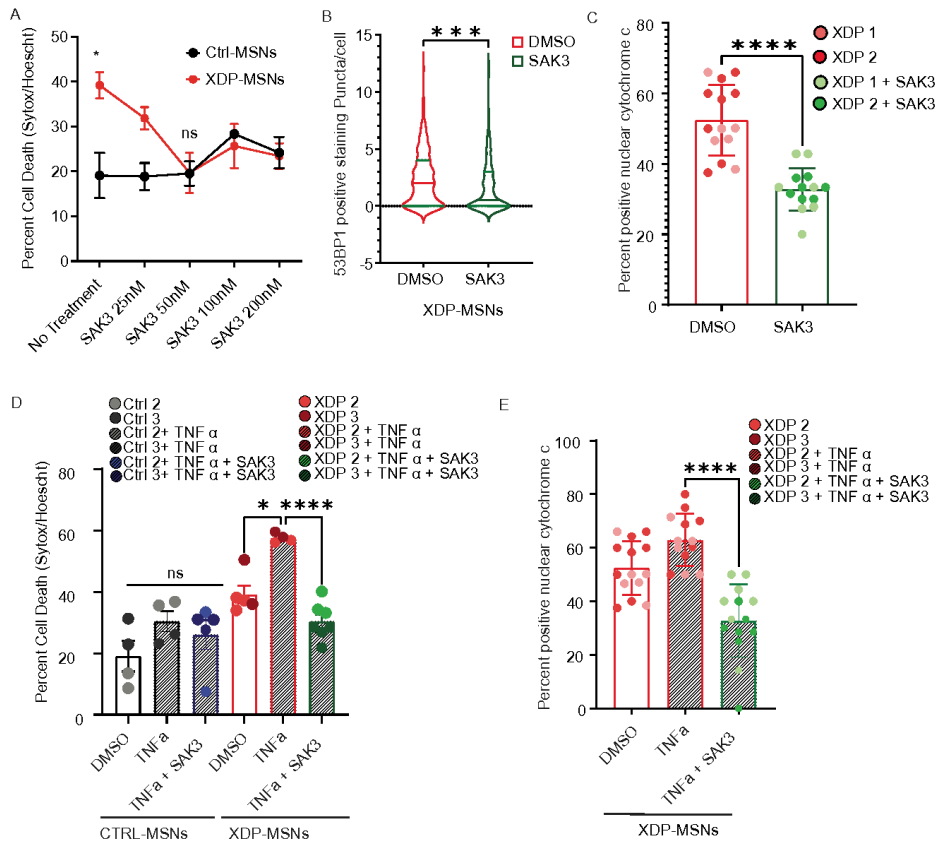 A
Percent Cell Death (Sytox/Hoescht)
50
40
30
20
10
0
*
ns
Ctrl-MSNs
XDP-MSNs
No Treatment
SAK3 25nM
SAK3 50nM
SAK3 100nM
SAK3 200nM
B
53BP1 positive staining Puncta/cell
15
10
5
0
-5
***
DMSO
SAK3
DMSO
SAK3
XDP-MSNs
C
Percent positive nuclear cytochrome c
80
60
40
20
0
****
XDP 1
XDP 2
XDP 1 + SAK3
XDP 2 + SAK3
DMSO
SAK3
D
Ctrl 2
Ctrl 3
Ctrl 2+ TNF α
Ctrl 3+ TNF α
Ctrl 2+ TNF α + SAK3
Ctrl 3+ TNF α + SAK3
XDP 2
XDP 3
XDP 2 + TNF α
XDP 3 + TNF α
XDP 2 + TNF α + SAK3
XDP 3 + TNF α + SAK3
Percent Cell Death (Sytox/Hoescht)
80
60
40
20
0
ns
*
****
DMSO
TNFa
TNFa + SAK3
DMSO
TNFa
TNFa + SAK3
CTRL-MSNs
XDP-MSNs
E
XDP 2
XDP 3
XDP 2 + TNF α
XDP 3 + TNF α
XDP 2 + TNF α + SAK3
XDP 3 + TNF α + SAK3
Percent positive nuclear cytochrome c
100
80
60
40
20
0
****
DMSO
TNFa
TNFa + SAK3
XDP-MSNs